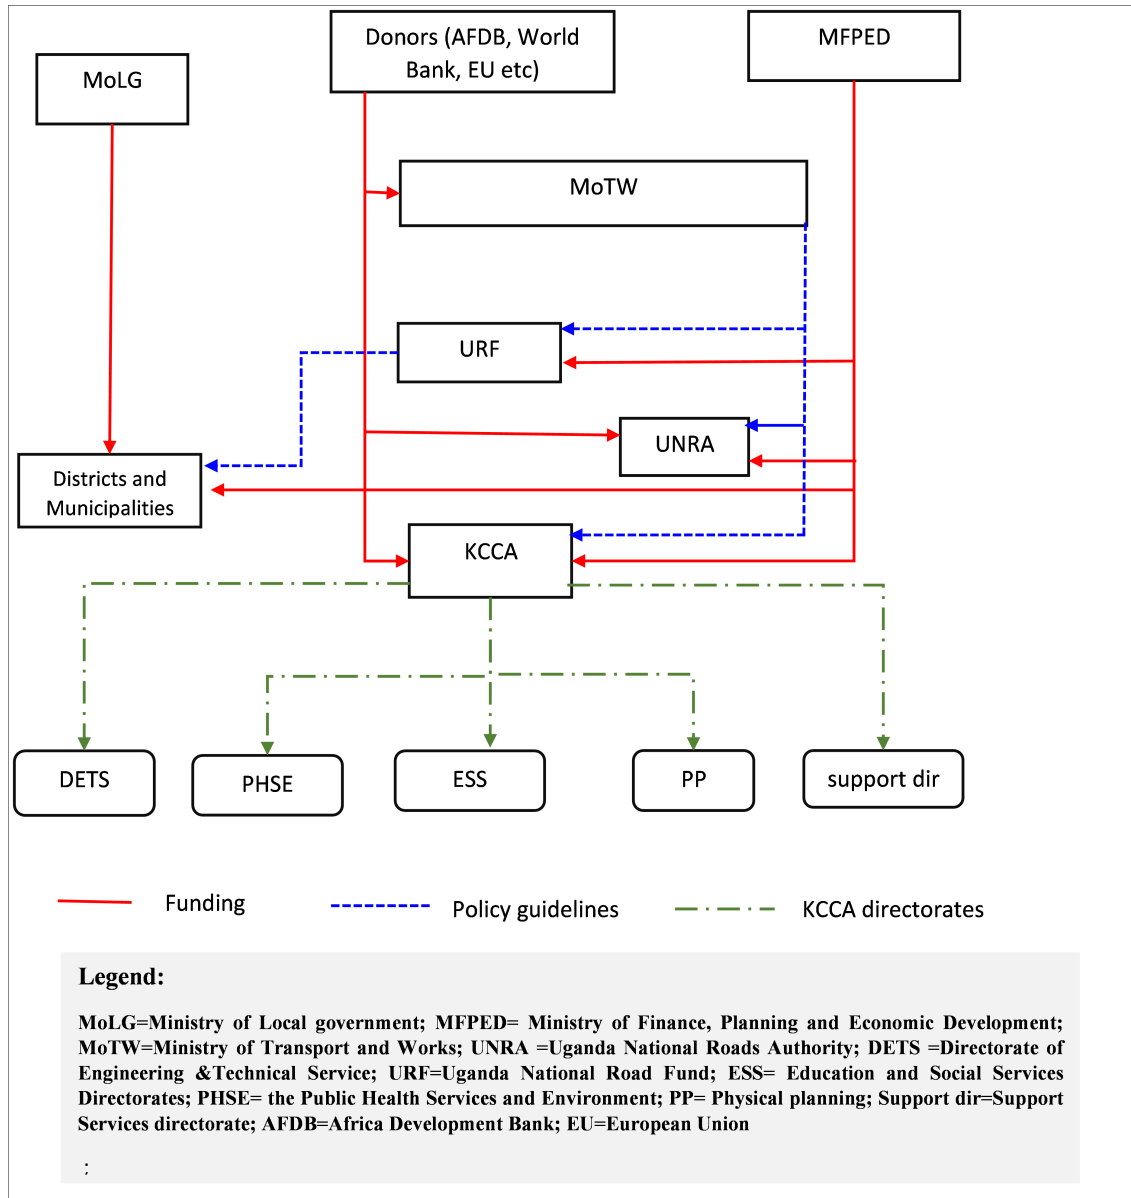 Donors (AFDB, World
Bank, EU etc)
MFPED
MoLG
MoTW
URF
UNRA
Districts and
Municipalities
KCCA
DETS
PHSE
ESS
PP
support dir
Funding
Policy guidelines
KCCA directorates
Legend:
MoLG=Ministry of Local government; MFPED= Ministry of Finance, Planning and Economic Development;
MoTW=Ministry of Transport and Works; UNRA =Uganda National Roads Authority; DETS =Directorate of
Engineering &Technical Service; URF=Uganda National Road Fund; ESS= Education and Social Services
Directorates; PHSE= the Public Health Services and Environment; PP= Physical planning; Support dir=Support
Services directorate; AFDB=Africa Development Bank; EU=European Union
;